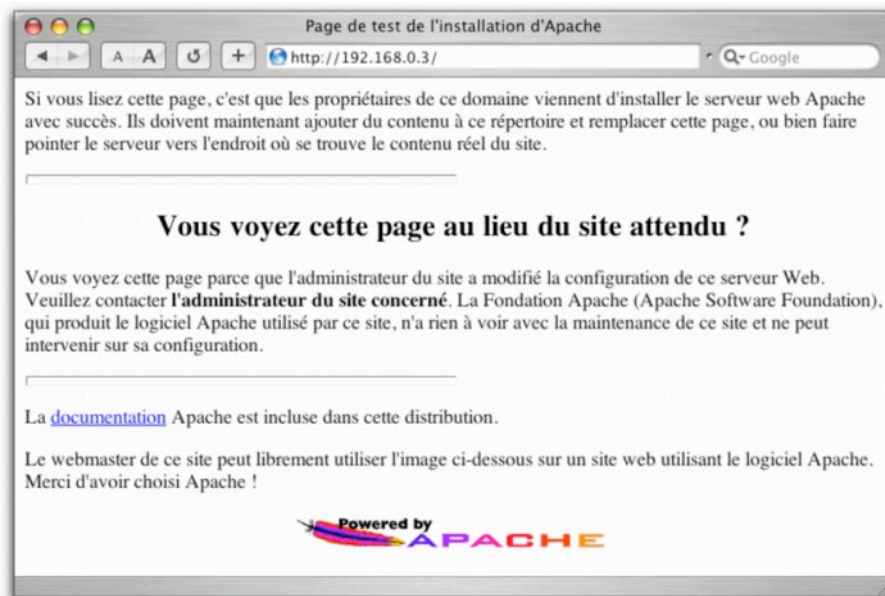 Page de test de l'installation d'Apache
A A
http://192.168.0.3/
Google
Si vous lisez cette page, c'est que les propriétaires de ce domaine viennent d'installer le serveur web Apache
avec succès. Ils doivent maintenant ajouter du contenu à ce répertoire et remplacer cette page, ou bien faire
pointer le serveur vers l'endroit où se trouve le contenu réel du site.
Vous voyez cette page au lieu du site attendu ?
Vous voyez cette page parce que l'administrateur du site a modifié la configuration de ce serveur Web.
Veuillez contacter l'administrateur du site concerné. La Fondation Apache (Apache Software Foundation),
qui produit le logiciel Apache utilisé par ce site, n'a rien à voir avec la maintenance de ce site et ne peut
intervenir sur sa configuration.
La documentation Apache est incluse dans cette distribution.
Le webmaster de ce site peut librement utiliser l'image ci-dessous sur un site web utilisant le logiciel Apache.
Merci d'avoir choisi Apache !
Powered by
APACHE